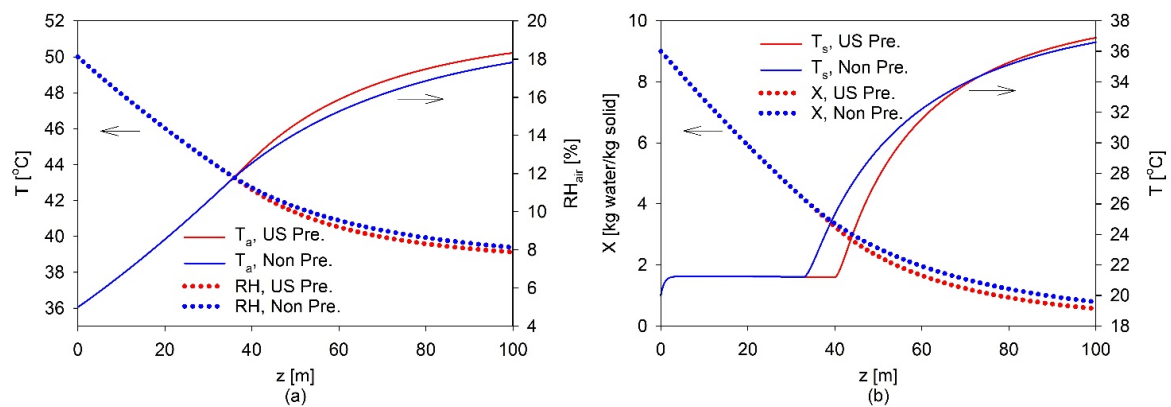 52
50
48
46
44
42
40
38
36
T [°C]
20
18
16
14
12
10
8
6
4
RH_air [%]
T_a, US Pre.
T_a, Non Pre.
RH, US Pre.
RH, Non Pre.
0 20 40 60 80 100
z [m]
(a)
10
8
6
4
2
0
X [kg water/kg solid]
38
36
34
32
30
28
26
24
22
20
18
T [°C]
T_s, US Pre.
T_s, Non Pre.
X, US Pre.
X, Non Pre.
0 20 40 60 80 100
z [m]
(b)